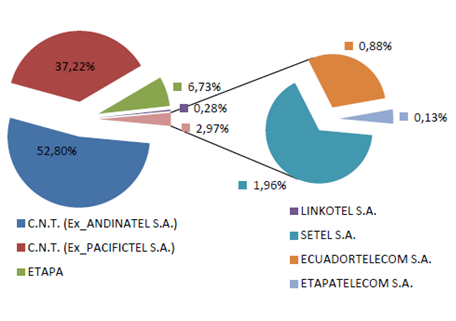 37,22%
0,88%
6,73%
0,28%
0,13%
2,97%
52,80%
1,96%
C.N.T. (Ex_ANDINATEL S.A.)
C.N.T. (Ex_PACIFICTEL S.A.)
ETAPA
LINKOTEL S.A.
SETEL S.A.
ECUADORTELECOM S.A.
ETAPATELECOM S.A.